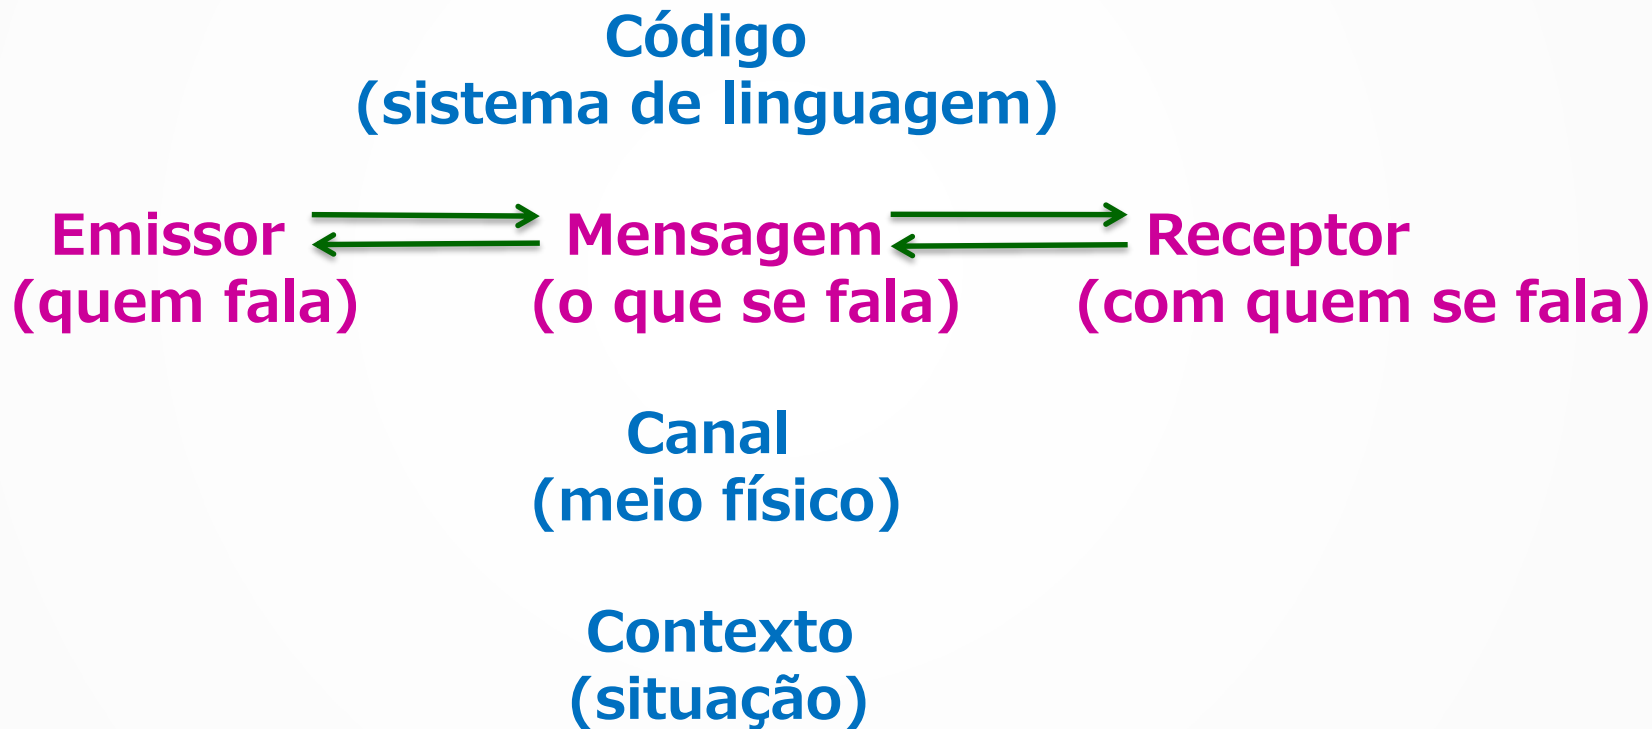 Código
(sistema de linguagem)
Emissor Mensagem Receptor
(quem fala) (o que se fala) (com quem se fala)
Canal
(meio físico)
Contexto
(situação)